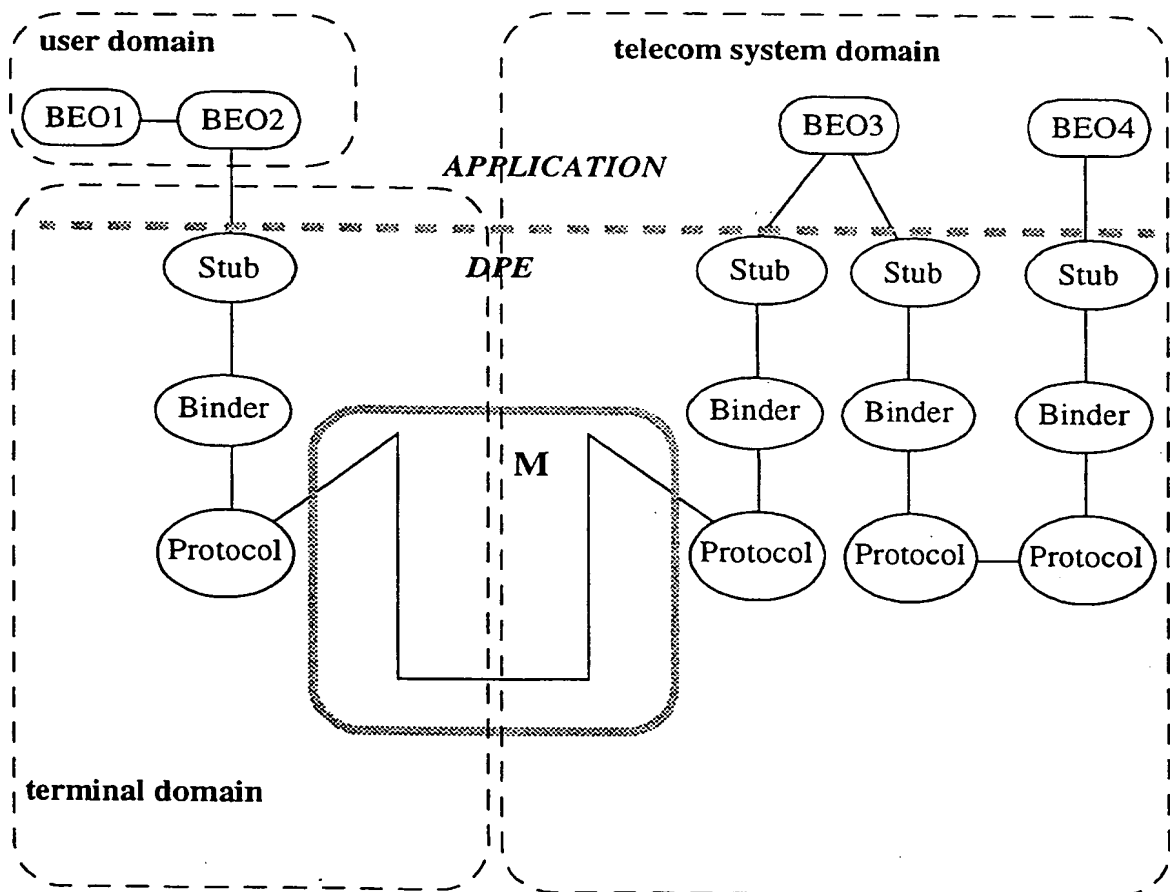 user domain
telecom system domain
BEO1
BEO2
BEO3
BEO4
APPLICATION
Stub
DPE
Stub
Stub
Stub
Binder
Binder
Binder
Binder
M
Protocol
Protocol
Protocol
Protocol
terminal domain